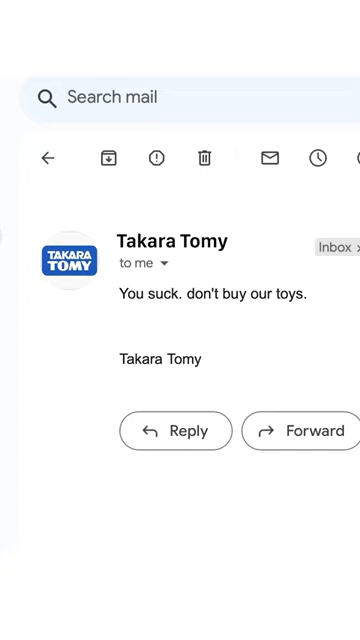 Search mail
Takara Tomy
Inbox
TAKARA
TOMY
to me
You suck. don't buy our toys.
Takara Tomy
Reply
Forward